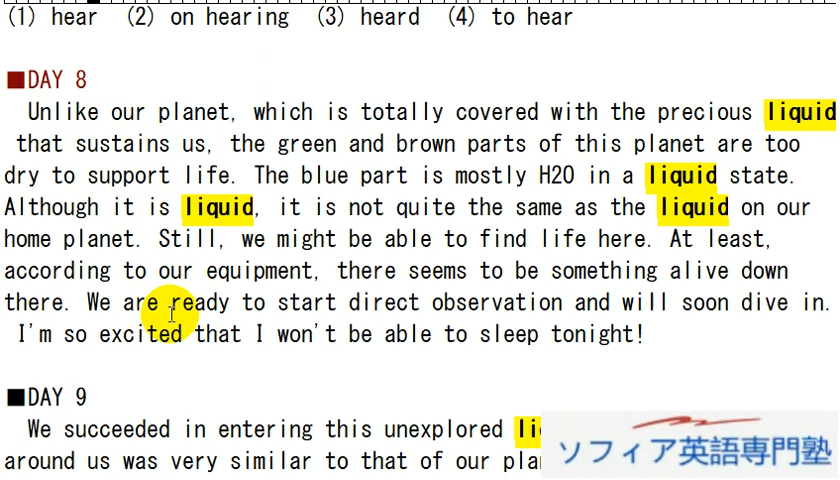 (1) hear (2) on hearing (3) heard (4) to hear
■DAY 8
Unlike our planet, which is totally covered with the precious liquid
that sustains us, the green and brown parts of this planet are too
dry to support life. The blue part is mostly H2O in a liquid state.
Although it is liquid, it is not quite the same as the liquid on our
home planet. Still, we might be able to find life here. At least,
according to our equipment, there seems to be something alive down
there. We are ready to start direct observation and will soon dive in.
I'm so excited that I won't be able to sleep tonight!
■DAY 9
We succeeded in entering this unexplored
around us was very similar to that of our
ソフィア英語専門塾